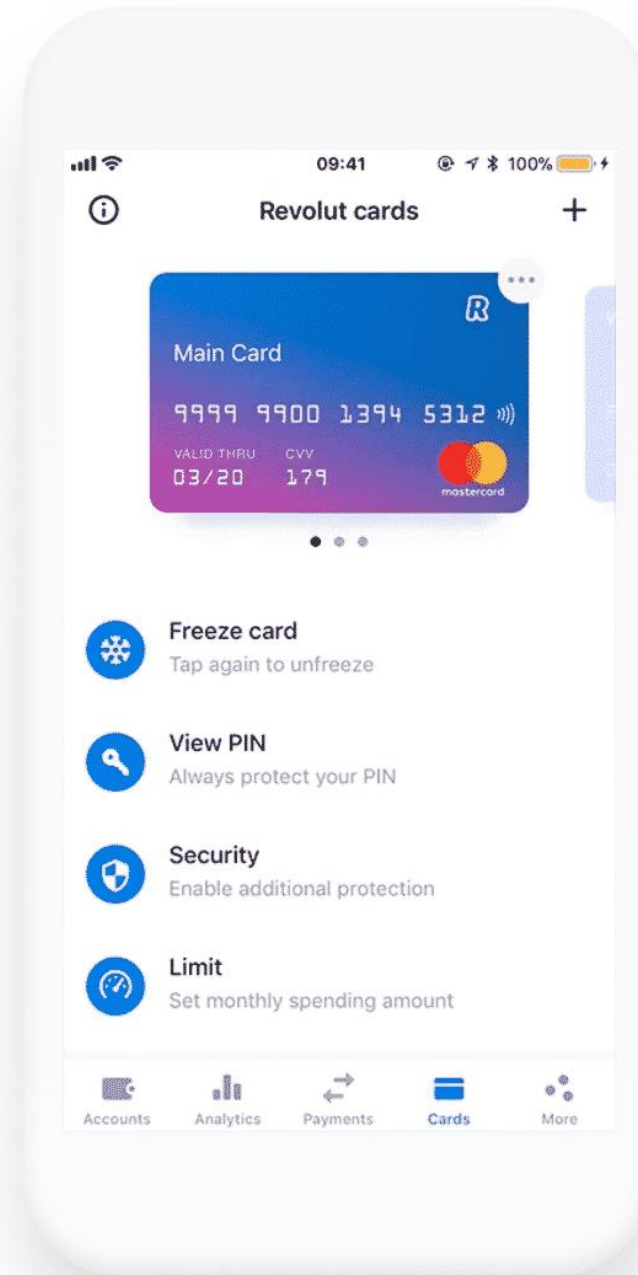 09:41 100%
Revolut cards
R
Main Card
9999 9900 1394 5312
VALID THRU CVV
03/20 179
mastercard
Freeze card
Tap again to unfreeze
View PIN
Always protect your PIN
Security
Enable additional protection
Limit
Set monthly spending amount
Accounts Analytics Payments Cards More